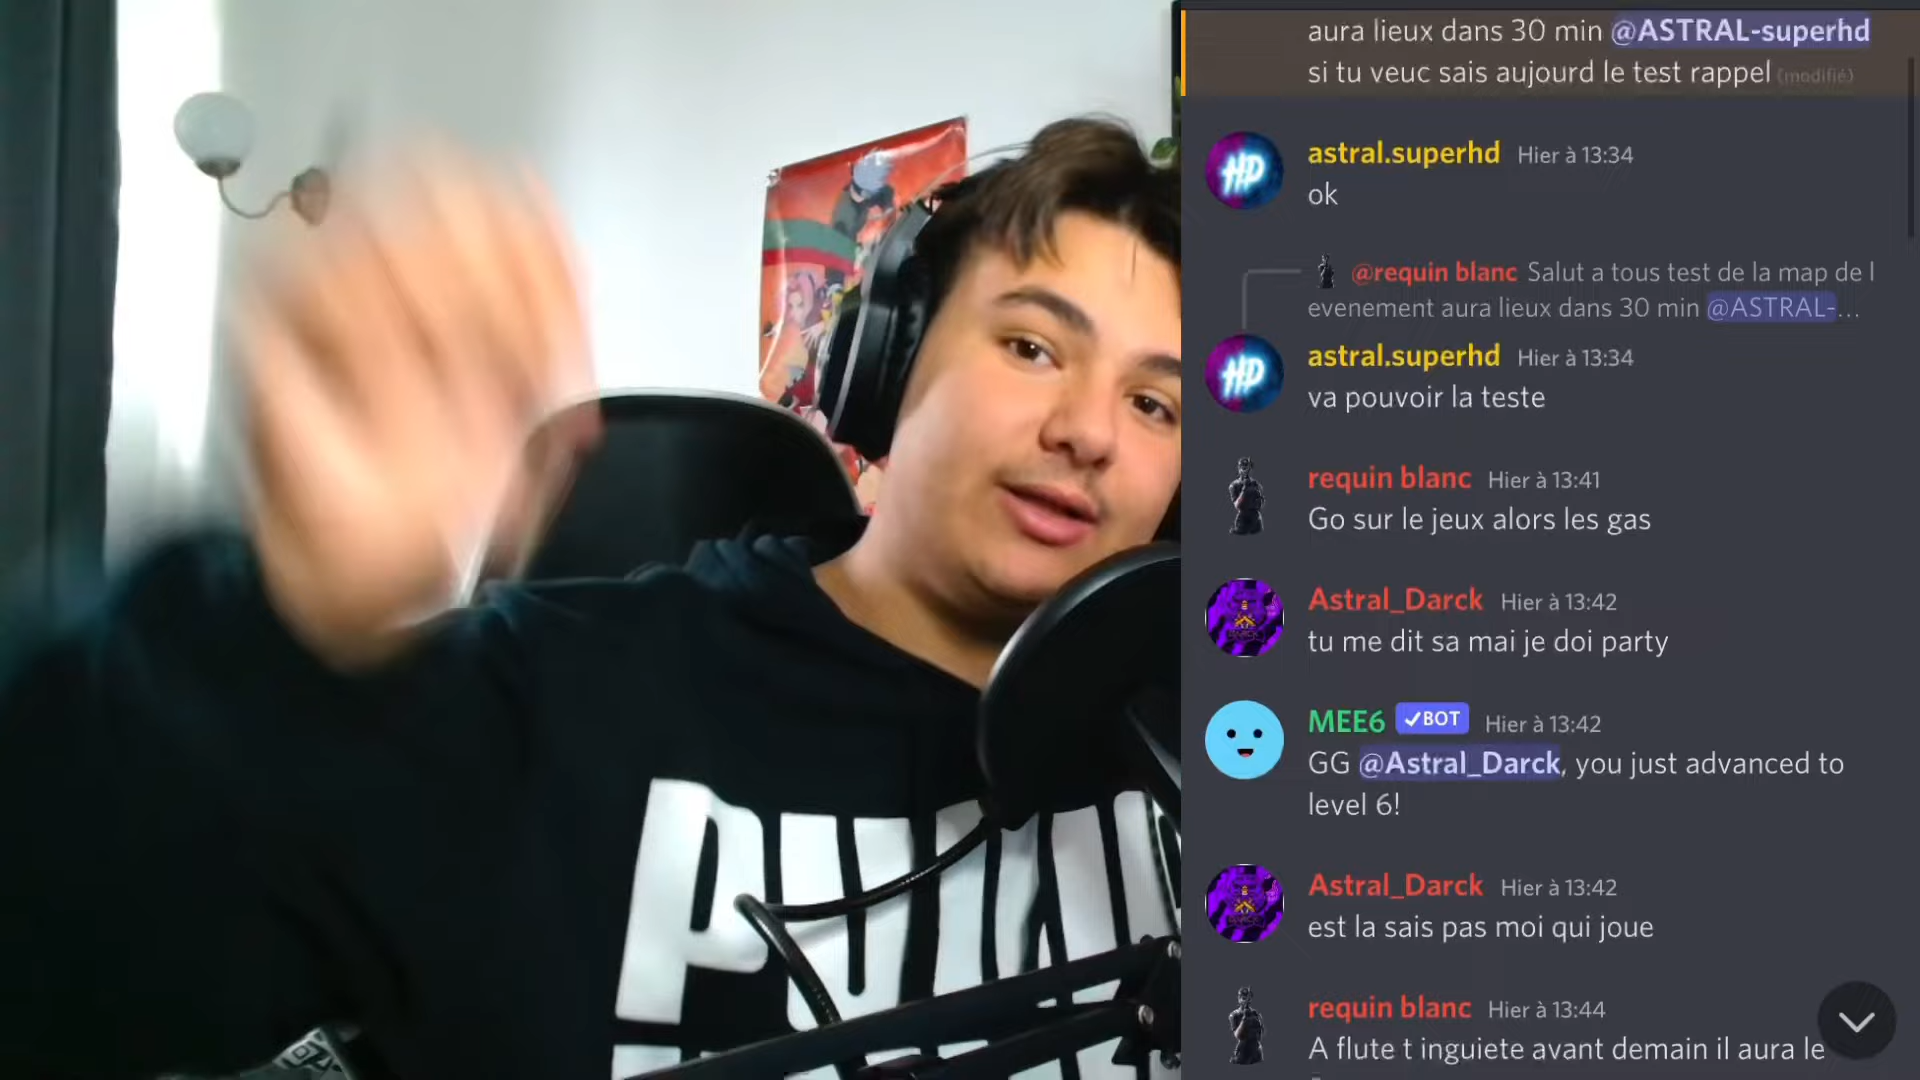 aura lieux dans 30 min @ASTRAL-superhd
si tu veuc sais aujourd le test rappel (modifié)
astral.superhd Hier à 13:34
ok
@requin blanc Salut a tous test de la map de l
evenement aura lieux dans 30 min @ASTRAL-...
astral.superhd Hier à 13:34
va pouvoir la teste
requin blanc Hier à 13:41
Go sur le jeux alors les gas
Astral_Darck Hier à 13:42
tu me dit sa mai je doi party
MEE6 ✓BOT Hier à 13:42
GG @Astral_Darck, you just advanced to
level 6!
Astral_Darck Hier à 13:42
est la sais pas moi qui joue
requin blanc Hier à 13:44
A flute t inguiete avant demain il aura le
HD
HD